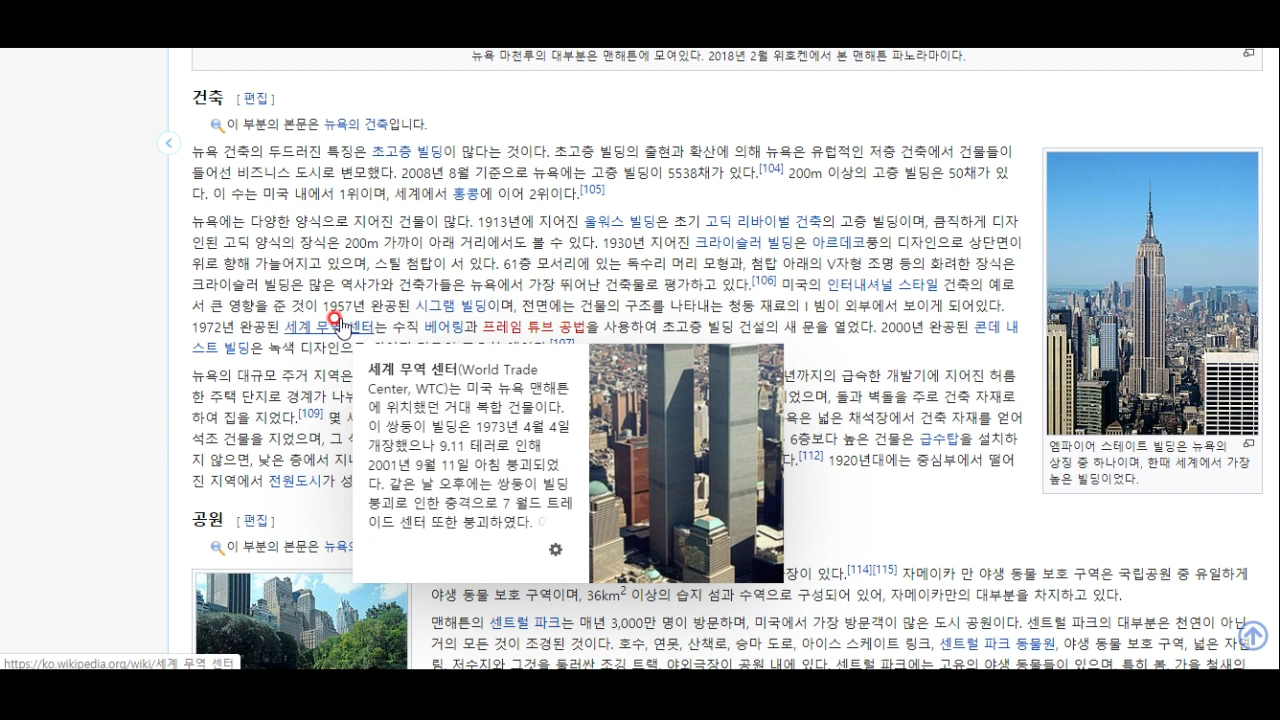 뉴욕 마천루의 대부분은 맨해튼에 모여있다. 2018년 2월 위호켄에서 본 맨해튼 파노라마이다.
건축 [ 편집 ]
이 부분의 본문은 뉴욕의 건축입니다.
뉴욕 건축의 두드러진 특징은 초고층 빌딩이 많다는 것이다. 초고층 빌딩의 출현과 확산에 의해 뉴욕은 유럽적인 저층 건축에서 건물들이
들어선 비즈니스 도시로 변모했다. 2008년 8월 기준으로 뉴욕에는 고층 빌딩이 5538채가 있다.[104] 200m 이상의 고층 빌딩은 50채가 있
다. 이 수는 미국 내에서 1위이며, 세계에서 홍콩에 이어 2위이다.[105]
뉴욕에는 다양한 양식으로 지어진 건물이 많다. 1913년에 지어진 울워스 빌딩은 초기 고딕 리바이벌 건축의 고층 빌딩이며, 큼직하게 디자
인된 고딕 양식의 장식은 200m 가까이 아래 거리에서도 볼 수 있다. 1930년 지어진 크라이슬러 빌딩은 아르데코풍의 디자인으로 상단면이
위로 향해 가늘어지고 있으며, 스틸 첨탑이 서 있다. 61층 모서리에 있는 독수리 머리 모형과, 첨탑 아래의 V자형 조명 등의 화려한 장식은
크라이슬러 빌딩은 많은 역사가와 건축가들은 뉴욕에서 가장 뛰어난 건축물로 평가하고 있다.[106] 미국의 인터내셔널 스타일 건축의 예로
서 큰 영향을 준 것이 1957년 완공된 시그램 빌딩이며, 전면에는 건물의 구조를 나타내는 청동 재료의 I 빔이 외부에서 보이게 되어있다.
1972년 완공된 세계 무역 센터는 수직 베어링과 프레임 튜브 공법을 사용하여 초고층 빌딩 건설의 새 문을 열었다. 2000년 완공된 콘데 내
스트 빌딩은 녹색 디자인으
뉴욕의 대규모 주거 지역은 년까지의 급속한 개발기에 지어진 허름
한 주택 단지로 경계가 나누 었으며, 돌과 벽돌을 주로 건축 자재로
하여 집을 지었다.[109] 몇 욕은 넓은 채석장에서 건축 자재를 얻어
석조 건물을 지었으며, 그 6층보다 높은 건물은 급수탑을 설치하
지 않으면, 낮은 층에서 지 다.[112] 1920년대에는 중심부에서 떨어
진 지역에서 전원도시가 성
세계 무역 센터(World Trade
Center, WTC)는 미국 뉴욕 맨해튼
에 위치했던 거대 복합 건물이다.
이 쌍둥이 빌딩은 1973년 4월 4일
개장했으나 9.11 테러로 인해
2001년 9월 11일 아침 붕괴되었
다. 같은 날 오후에는 쌍둥이 빌딩
붕괴로 인한 충격으로 7 월드 트레
이드 센터 또한 붕괴하였다.
엠파이어 스테이트 빌딩은 뉴욕의
상징 중 하나이며, 한때 세계에서 가장
높은 빌딩이었다.
공원 [ 편집 ]
이 부분의 본문은 뉴욕
장이 있다.[114][115] 자메이카 만 야생 동물 보호 구역은 국립공원 중 유일하게
야생 동물 보호 구역이며, 36km2 이상의 습지 섬과 수역으로 구성되어 있어, 자메이카만의 대부분을 차지하고 있다.
맨해튼의 센트럴 파크는 매년 3,000만 명이 방문하며, 미국에서 가장 방문객이 많은 도시 공원이다. 센트럴 파크의 대부분은 천연이 아닌
거의 모든 것이 조경된 것이다. 호수, 연못, 산책로, 승마 도로, 아이스 스케이트 링크, 센트럴 파크 동물원, 야생 동물 보호 구역, 넓은 자연
림, 저수지와 그것을 둘러싼 조깅 트랙, 야외극장이 공원 내에 있다. 센트럴 파크에는 고유의 야생 동물들이 있으며, 특히 봄, 가을 철새의
https://ko.wikipedia.org/wiki/세계 무역 센터